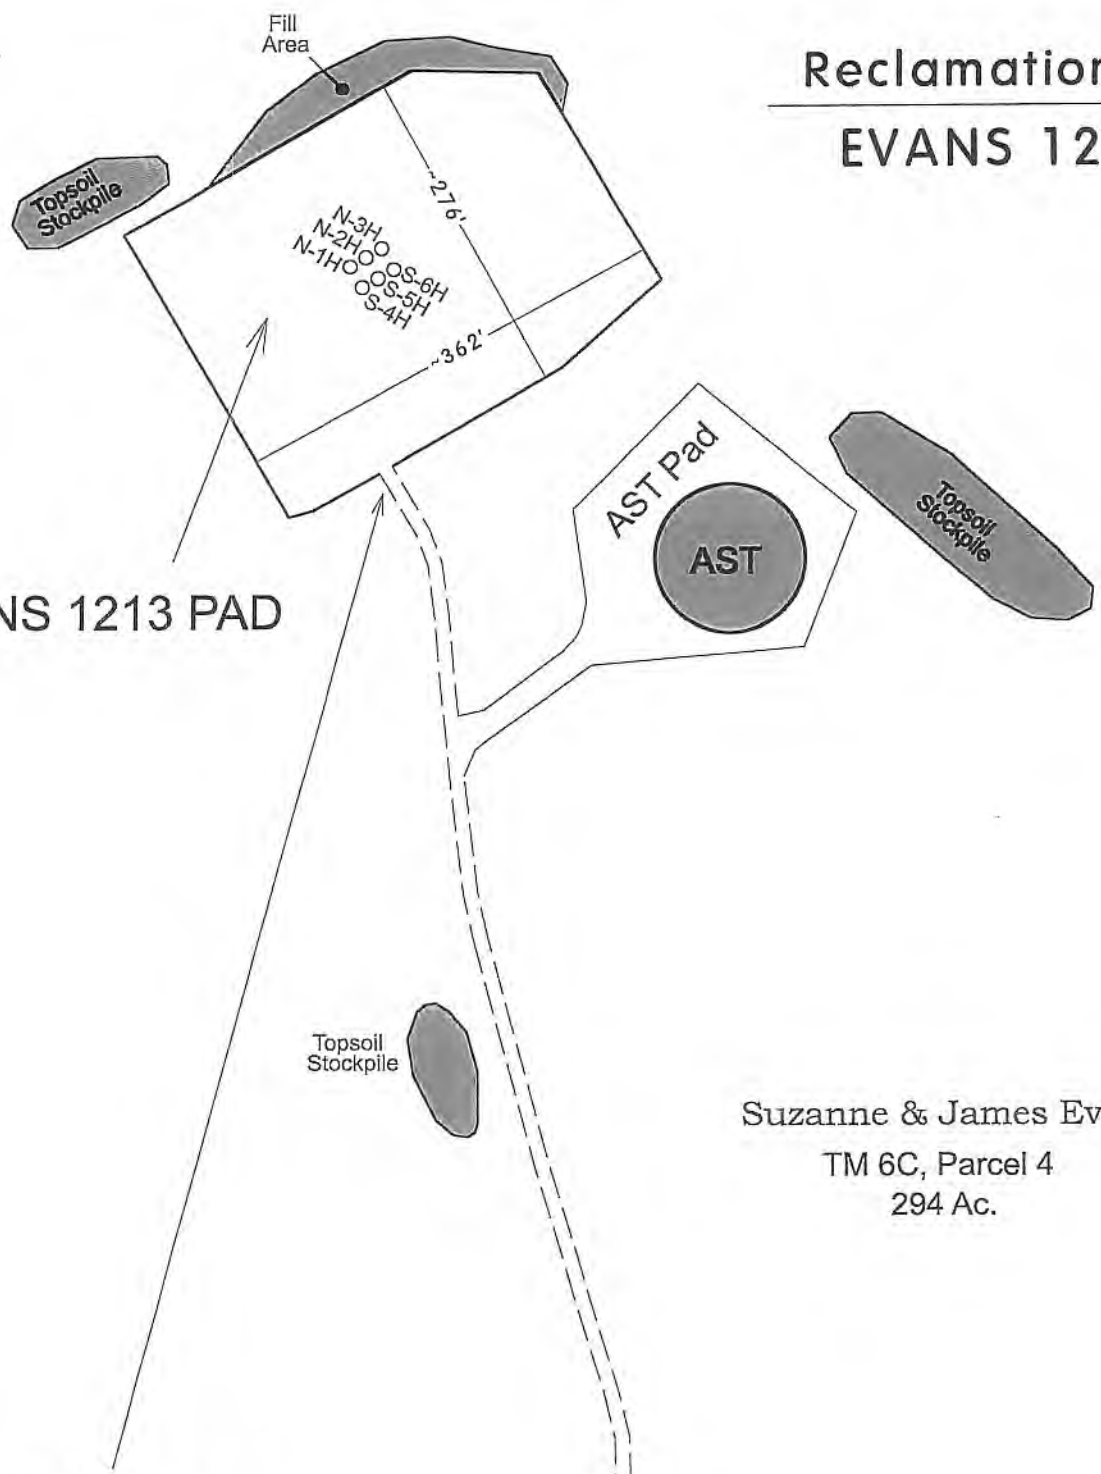 Fill
Area
Reclamation
EVANS 12
Topsoil
Stockpile
~276'
N-3H
N-2H
N-1H
S-6H
S-5H
S-4H
~362'
AST Pad
AST
Topsoil
Stockpile
NS 1213 PAD
Topsoil
Stockpile
Suzanne & James Ev
TM 6C, Parcel 4
294 Ac.